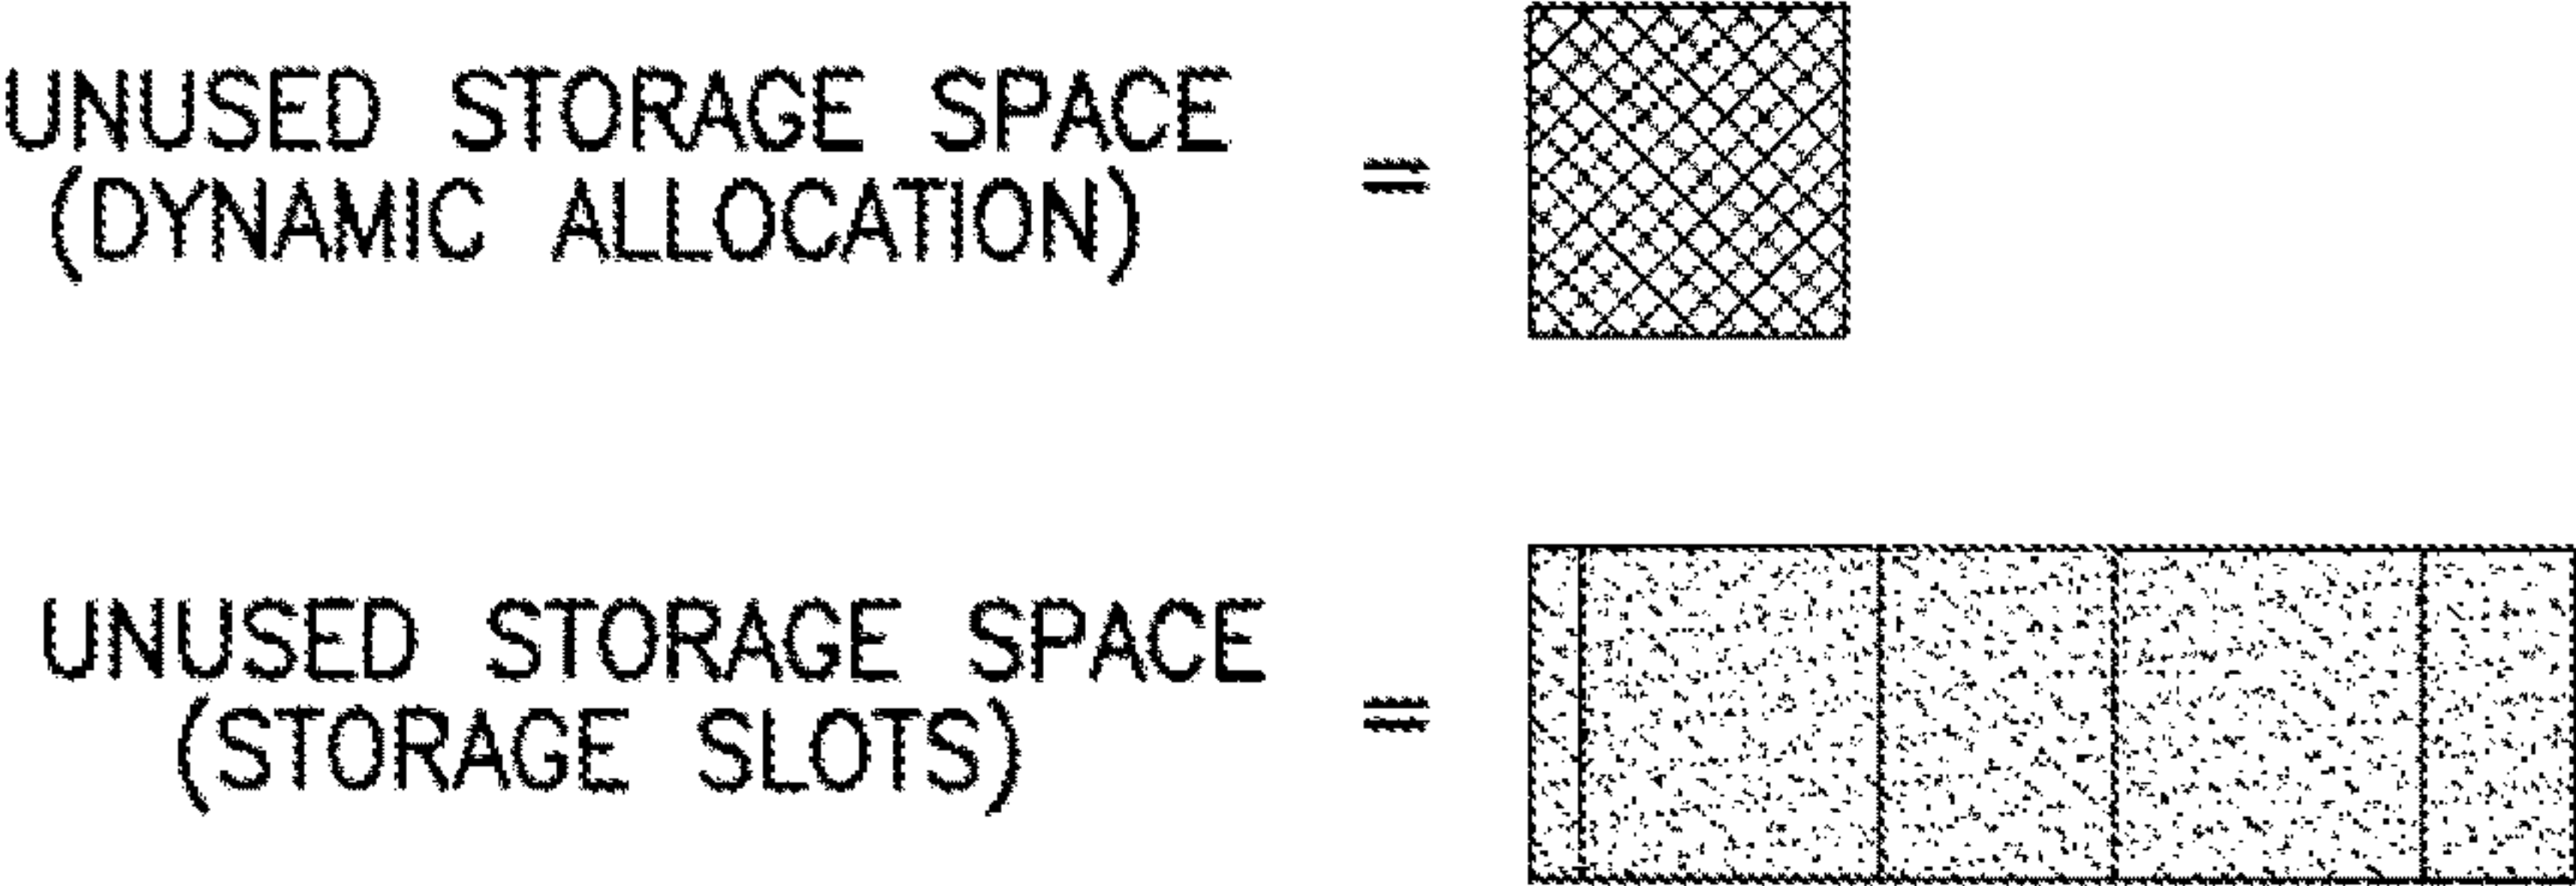 UNUSED STORAGE SPACE
(DYNAMIC ALLOCATION)
=
UNUSED STORAGE SPACE
(STORAGE SLOTS)
=